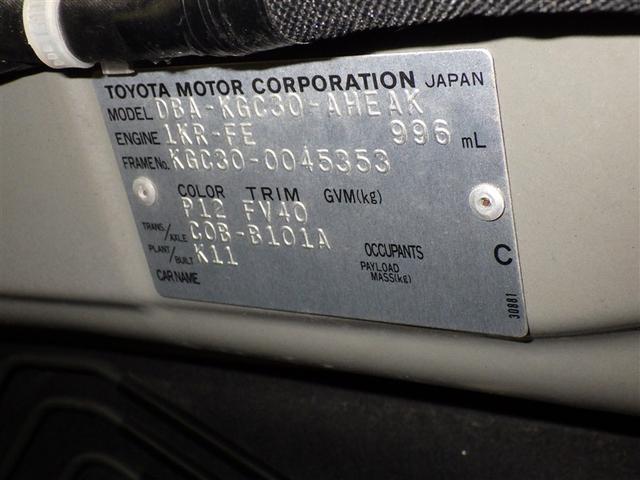 TOYOTA MOTOR CORPORATION JAPAN
MODEL DBA-KGC30-AHEAK
ENGINE 1KR-FE 996 mL
FRAME No. KGC30-0045353
COLOR TRIM GVM(kg)
P12 FV40
TRANS./AXLE C0B-B101A
PLANT/BUILT K11
OCCUPANTS C
PAYLOAD MASS(kg)
CAR NAME
30881